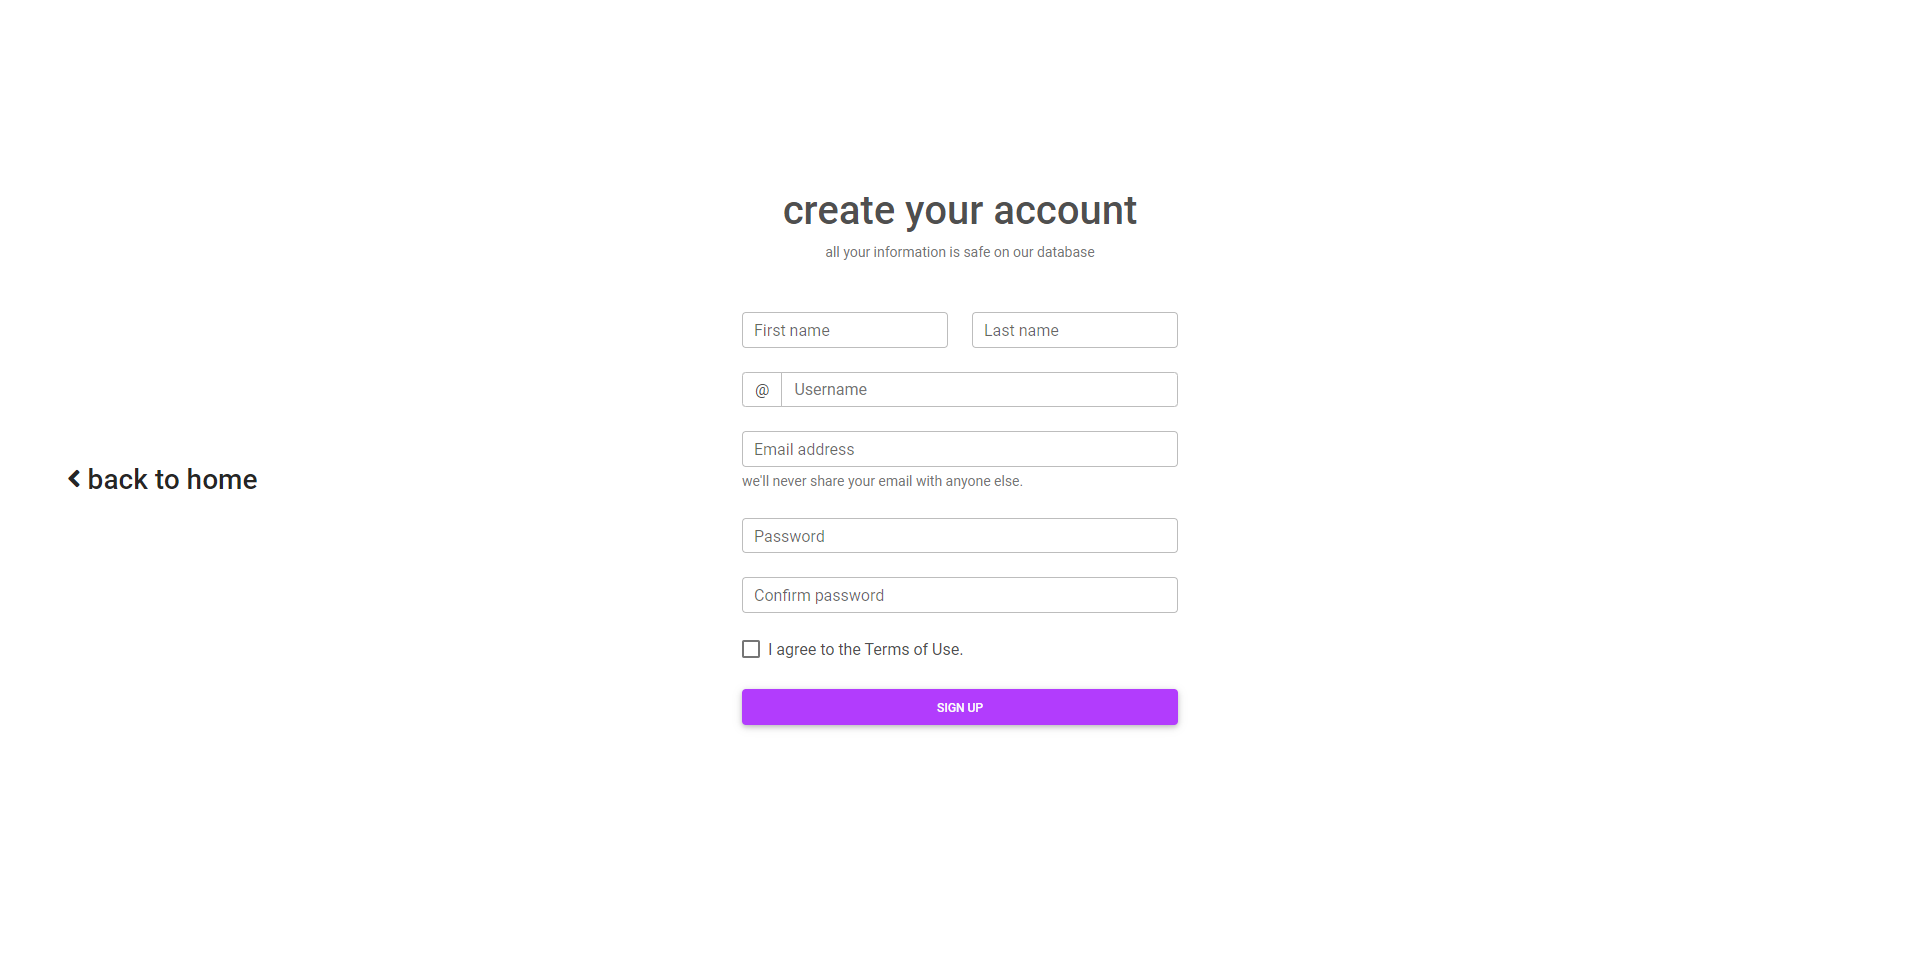 create your account
all your information is safe on our database
First name
Last name
@ Username
Email address
we'll never share your email with anyone else.
back to home
Password
Confirm password
I agree to the Terms of Use.
SIGN UP